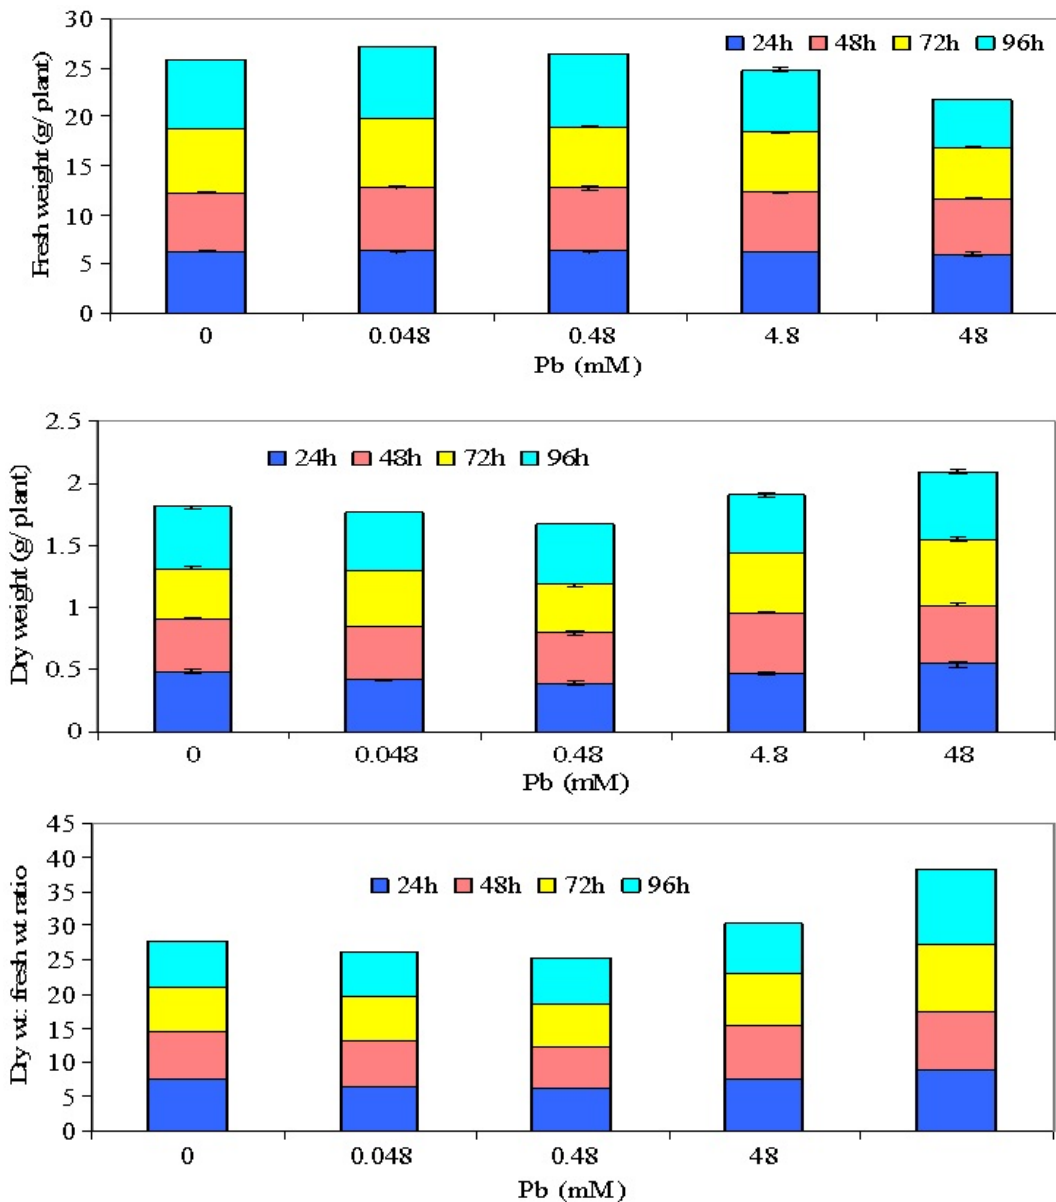 30
25
20
15
10
5
0
Fresh weight (g/ plant)
24h 48h 72h 96h
0 0.048 0.48 4.8 48
Pb (mM)
2.5
2
1.5
1
0.5
0
Dry weight (g/ plant)
24h 48h 72h 96h
0 0.048 0.48 4.8 48
Pb (mM)
45
40
35
30
25
20
15
10
5
0
Dry wt: fresh wt ratio
24h 48h 72h 96h
0 0.048 0.48 48
Pb (mM)